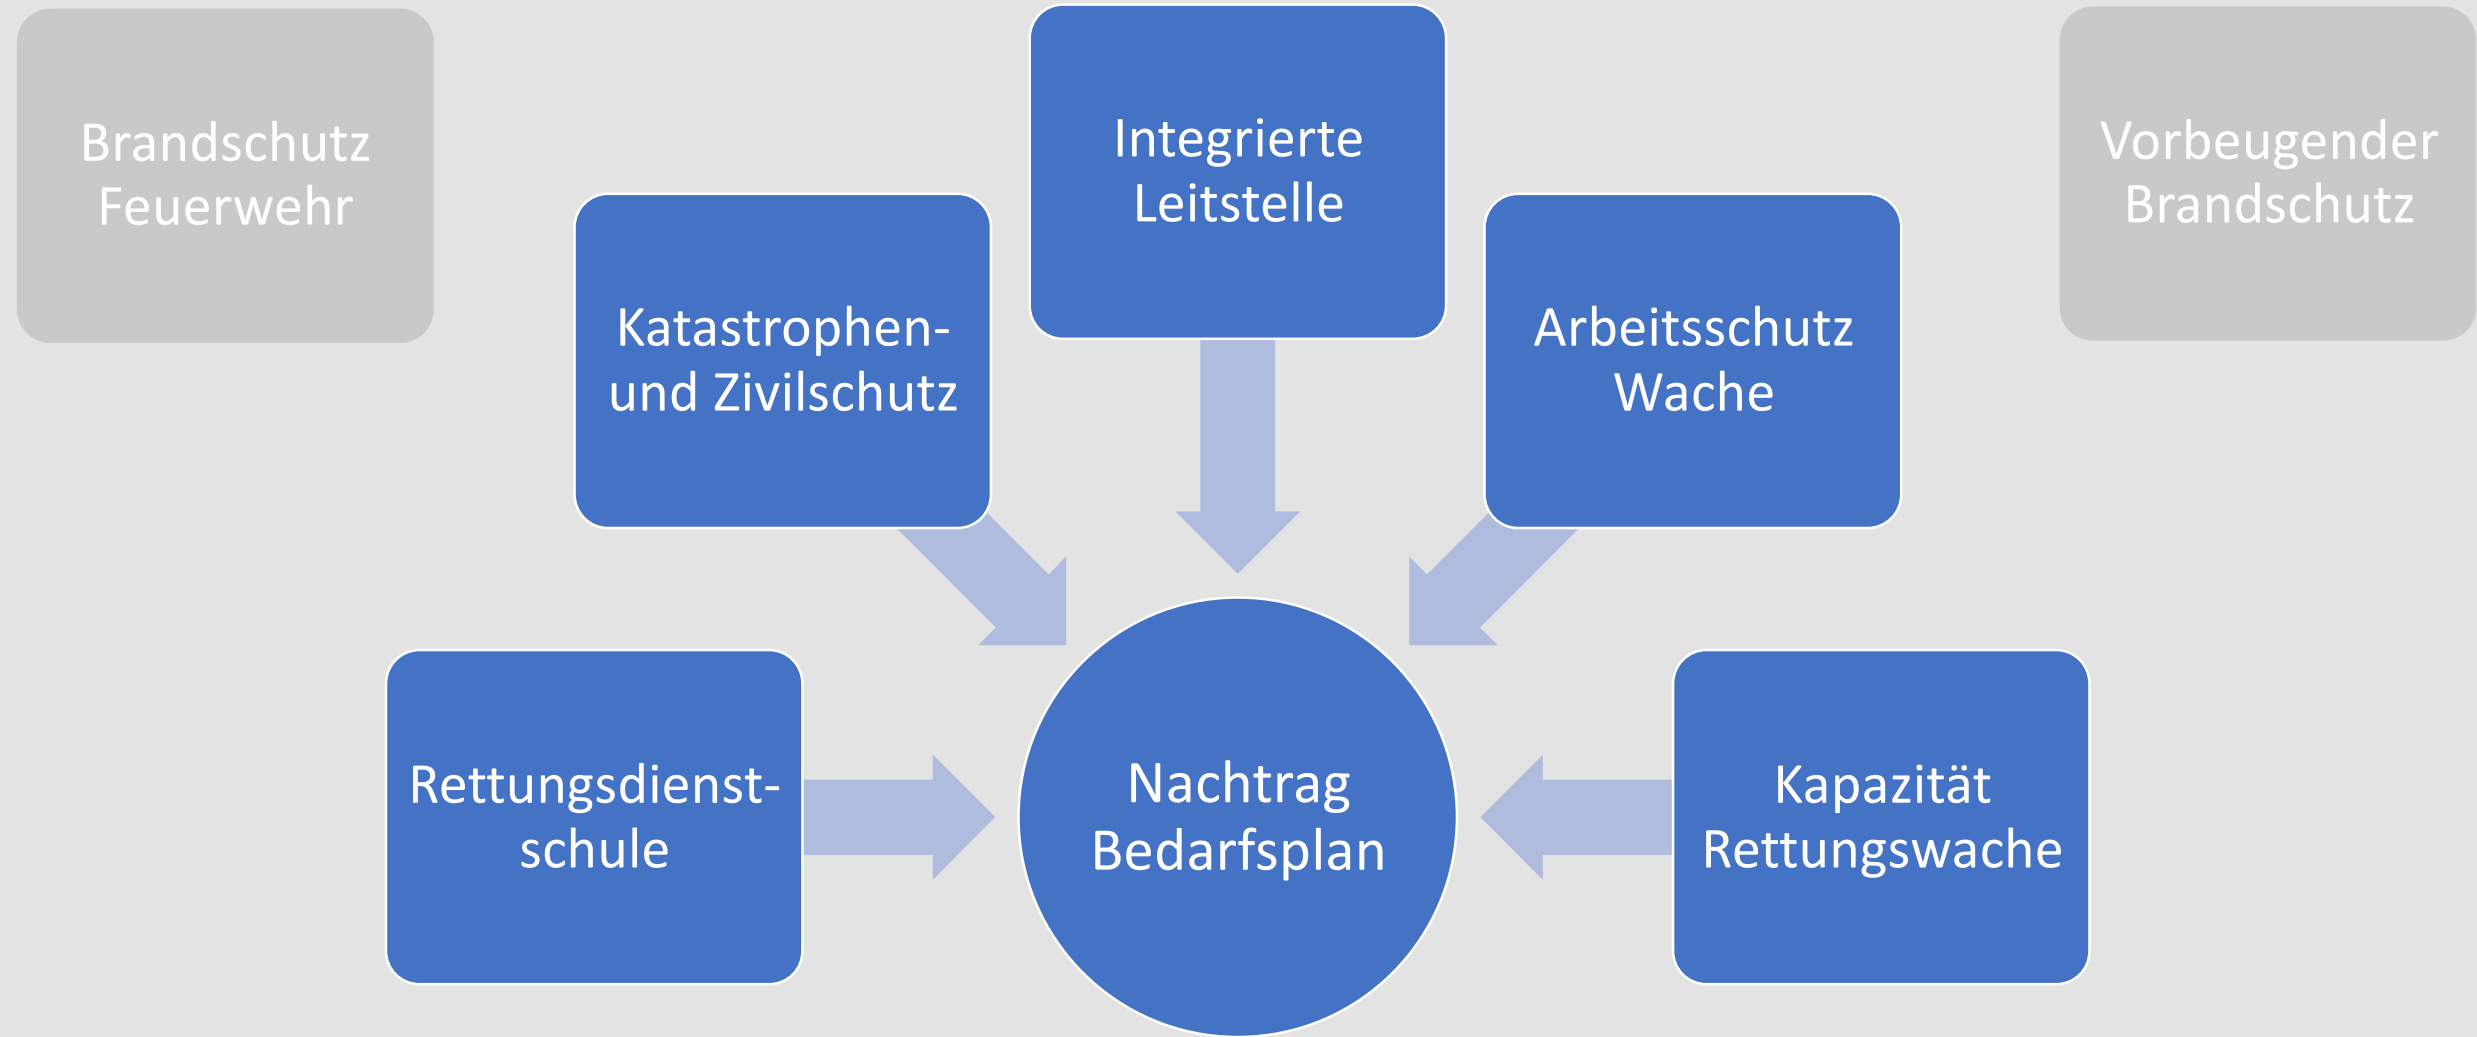 Brandschutz
Feuerwehr
Integrierte
Leitstelle
Vorbeugender
Brandschutz
Katastrophen-
und Zivilschutz
Arbeitsschutz
Wache
Rettungsdienst-
schule
Nachtrag
Bedarfsplan
Kapazität
Rettungswache